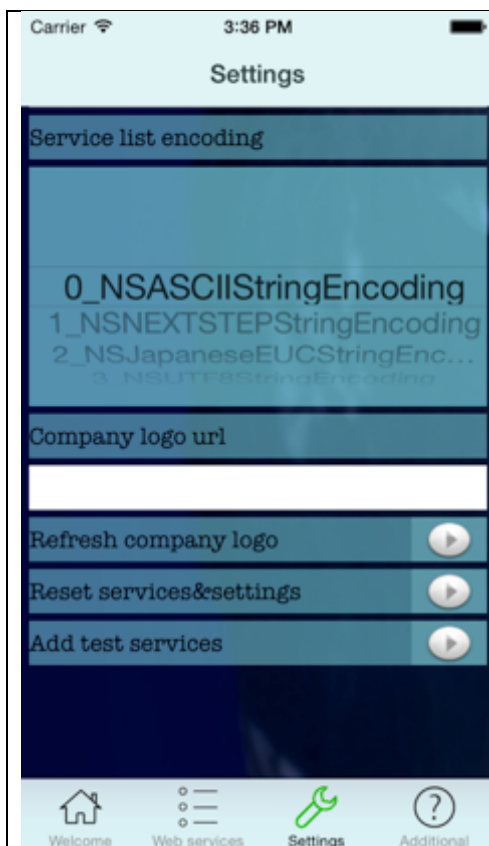 Carrier 3:36 PM
Settings
Service list encoding
0_NSASCIIStringEncoding
1_NSNEXTSTEPStringEncoding
2_NSJapaneseEUCStringEnc...
3_NSUTF8StringEncoding
Company logo url
Refresh company logo
Reset services&settings
Add test services
Welcome Web services Settings Additional